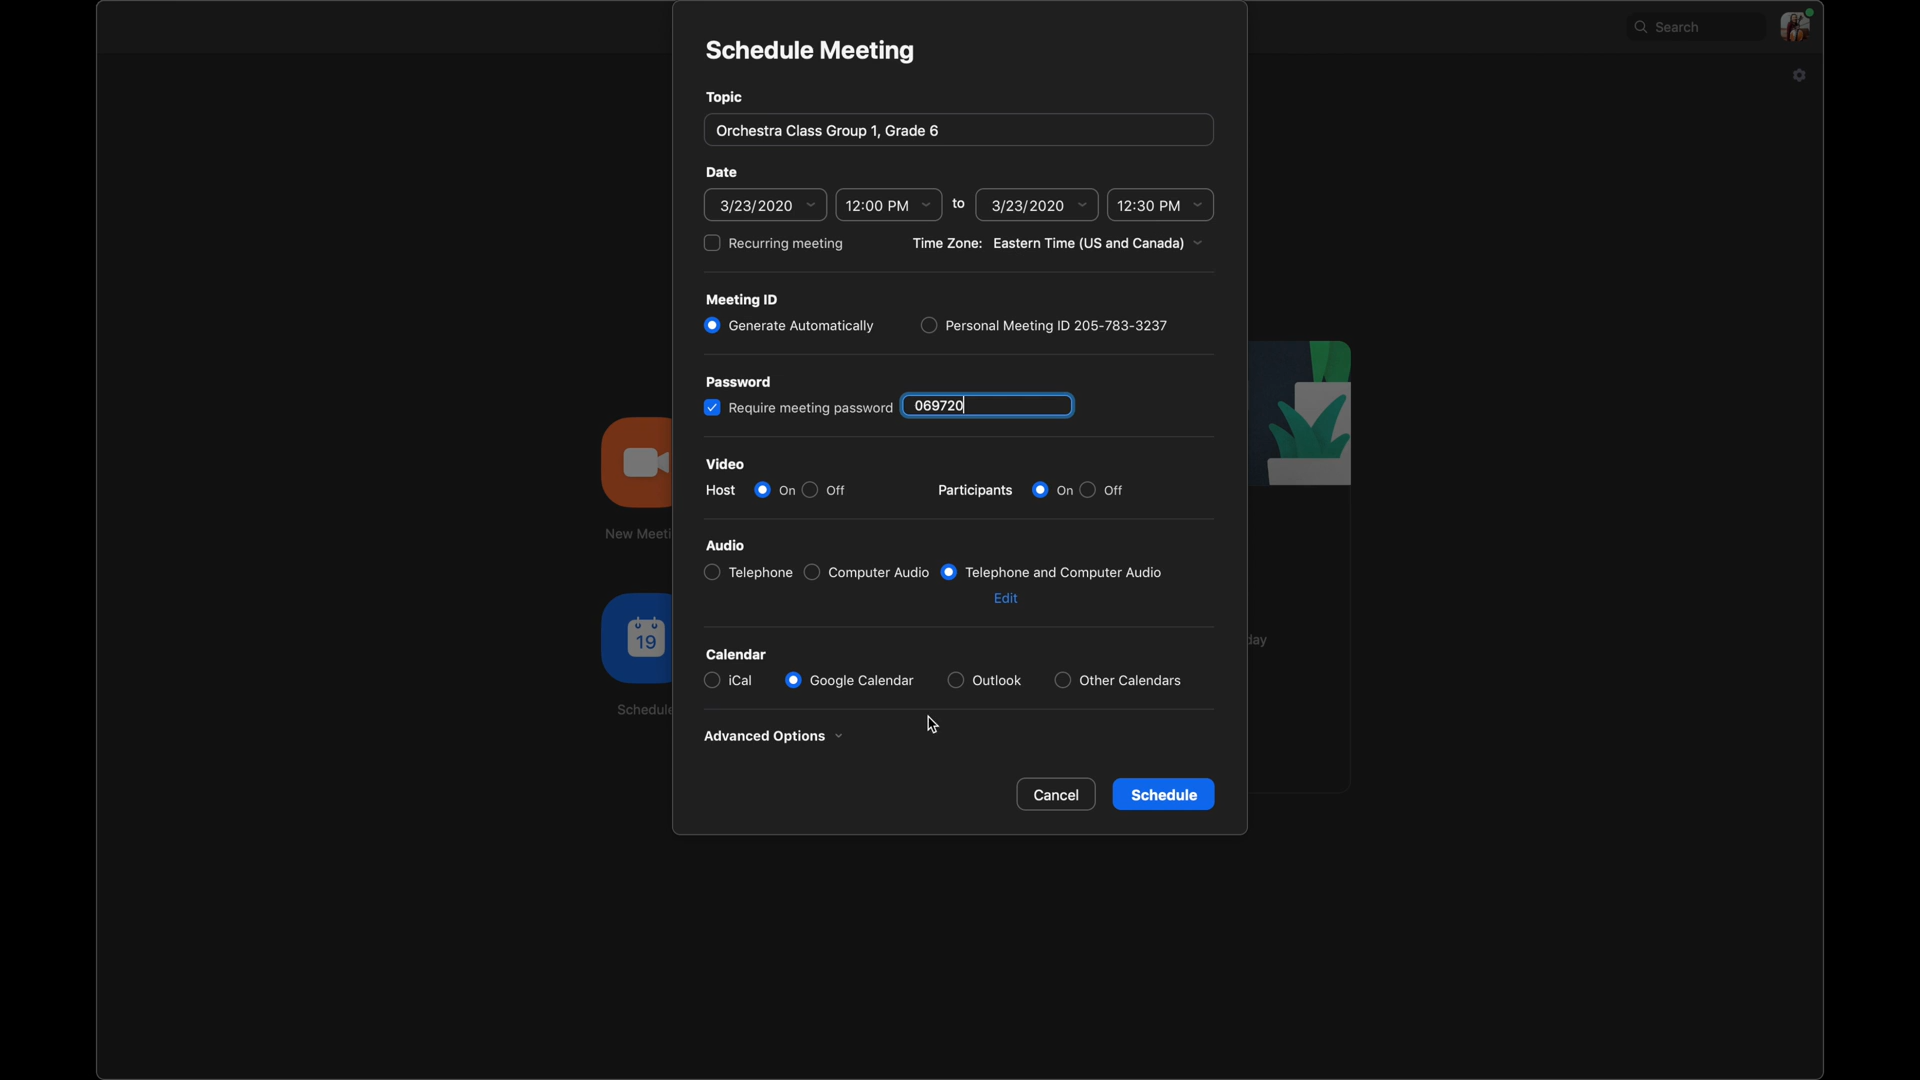 Search
Schedule Meeting
Topic
Orchestra Class Group 1, Grade 6
Date
3/23/2020 12:00 PM to 3/23/2020 12:30 PM
Recurring meeting Time Zone: Eastern Time (US and Canada)
Meeting ID
Generate Automatically Personal Meeting ID 205-783-3237
Password
Require meeting password 069720
Video
Host On Off Participants On Off
New Meeti
Audio
Telephone Computer Audio Telephone and Computer Audio
Edit
19
day
Calendar
iCal Google Calendar Outlook Other Calendars
Schedule
Advanced Options
Cancel Schedule